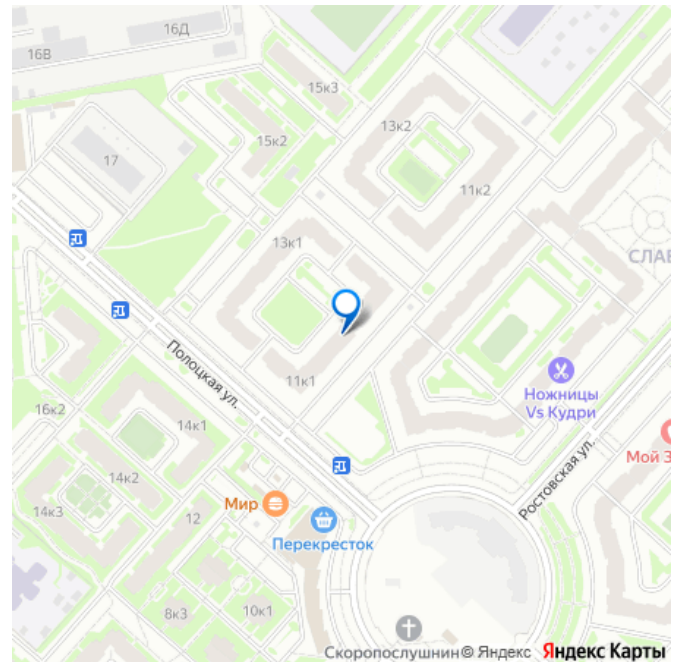 16Д
16В
15к3
13к2
15к2
17
11к2
13к1
СЛАВ
Полоцкая ул.
11к1
Ножницы
Vs Кудри
16к2
14к1
Ростовская ул.
Мой З
14к2
Мир
14к3
12
Перекресток
8к3
10к1
Скоропослушнин © Яндекс Яндекс Карты